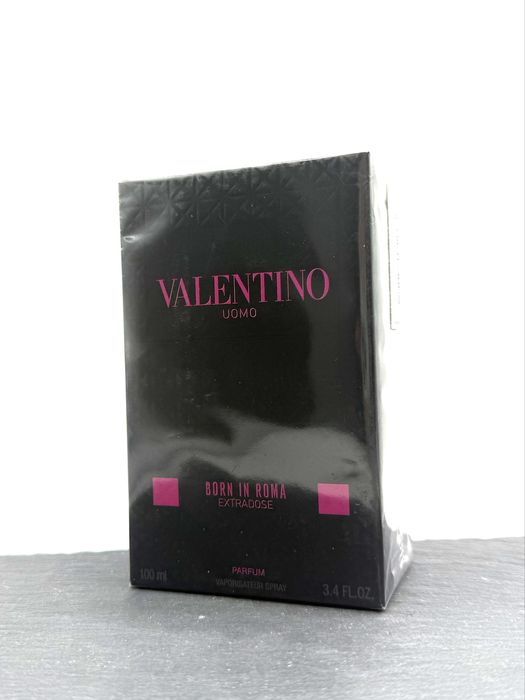 VALENTINO
UOMO
BORN IN ROMA
EXTRADOSE
PARFUM
VAPORISATEUR SPRAY
100 ml
3.4 FL.OZ.